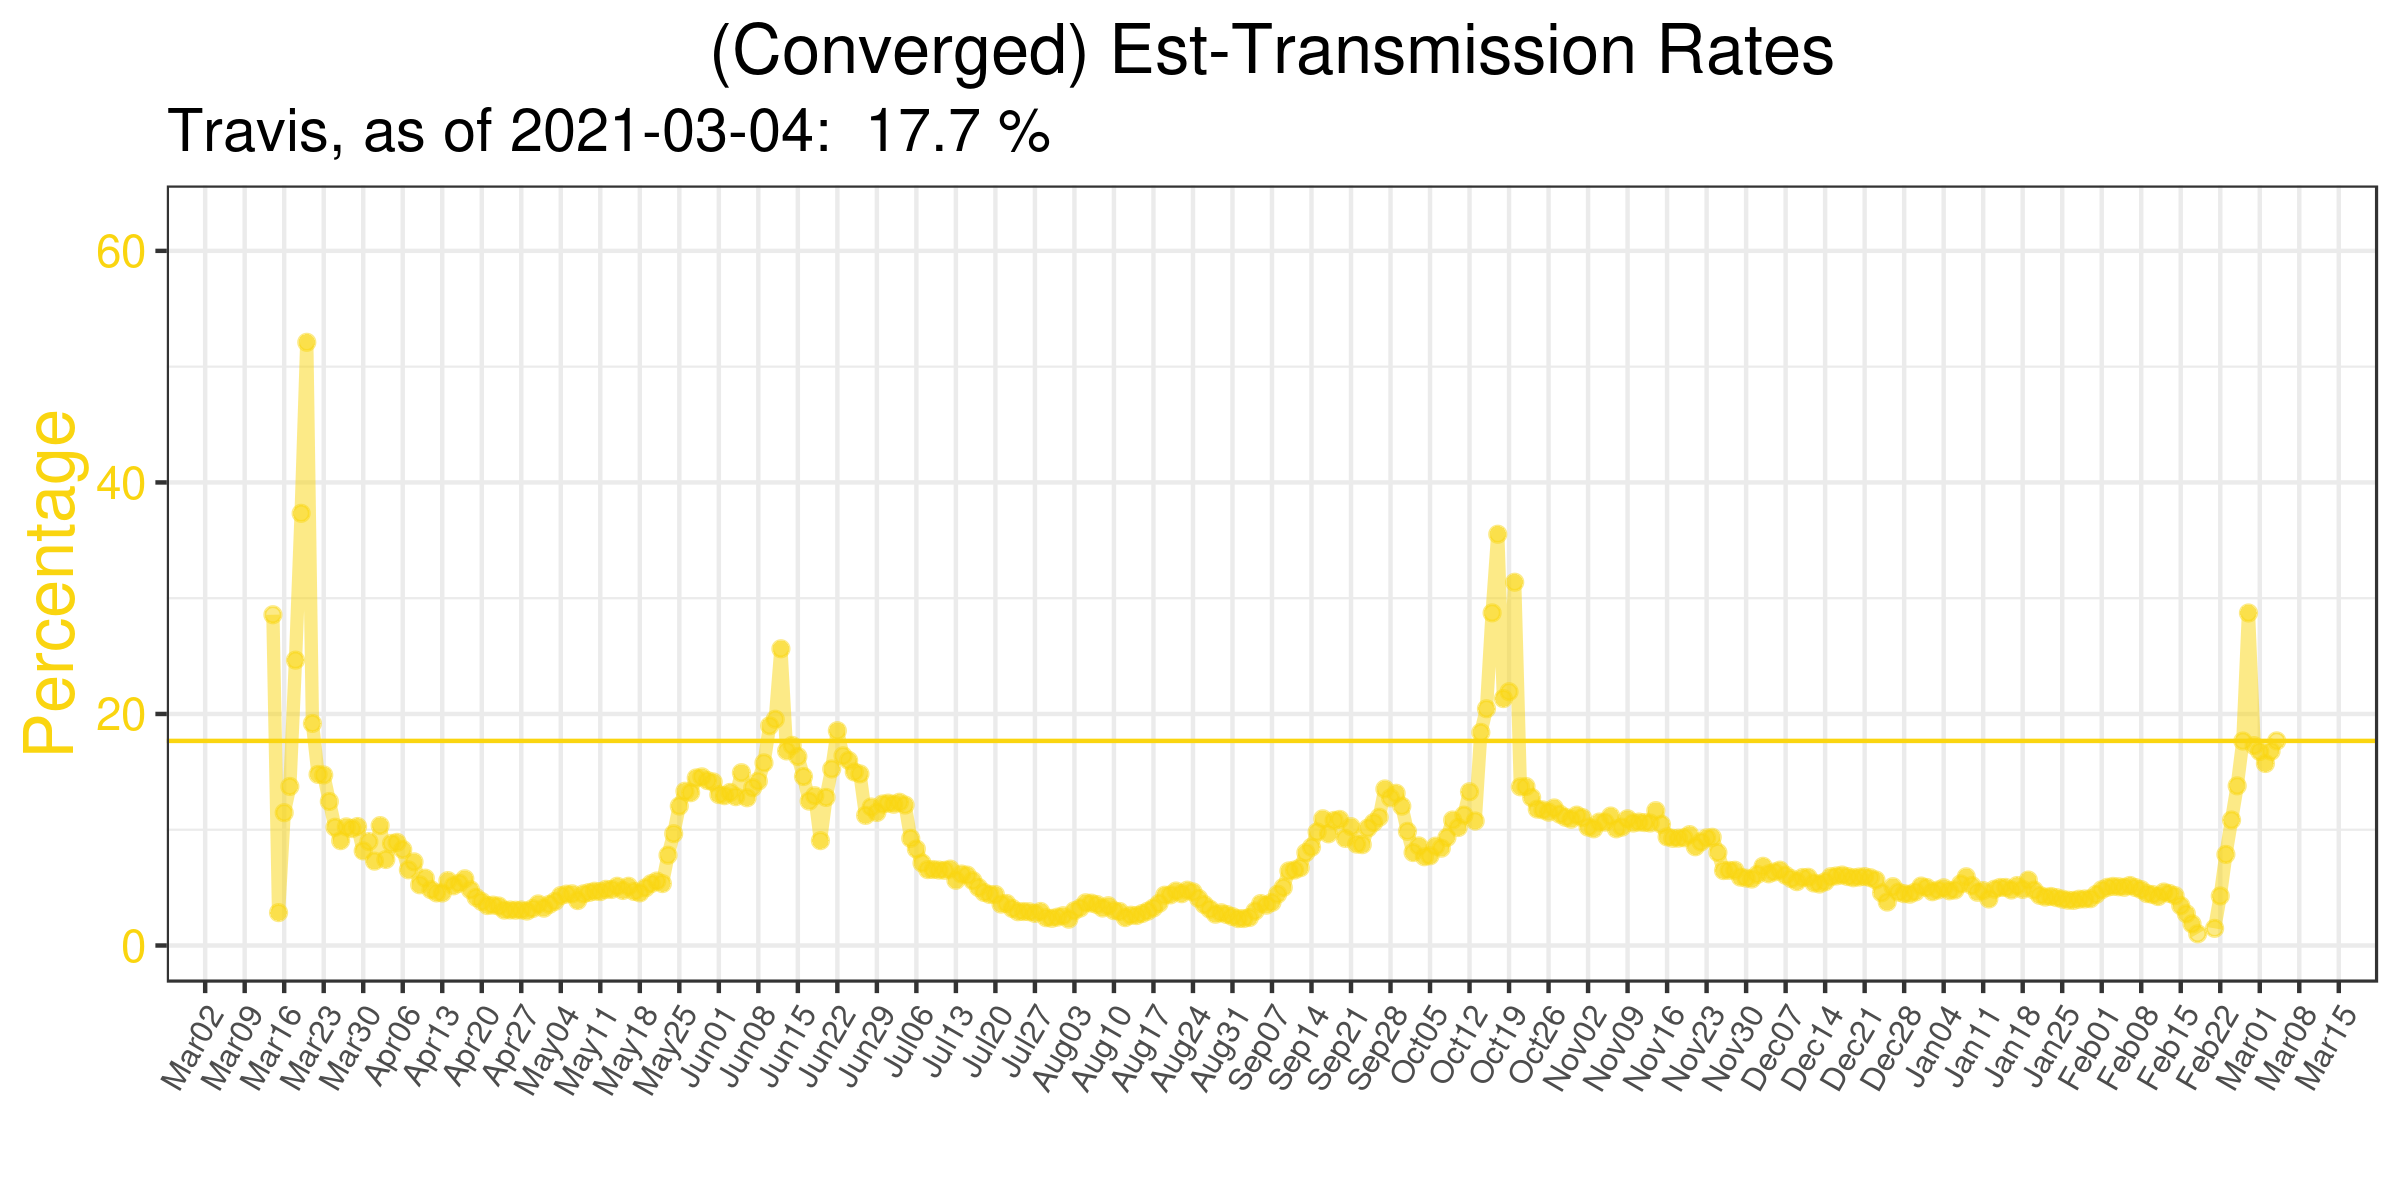 (Converged) Est-Transmission Rates
Travis, as of 2021-03-04:  17.7 %
Percentage
60
40
20
0
Mar02 Mar09 Mar16 Mar23 Mar30 Apr06 Apr13 Apr20 Apr27 May04 May11 May18 May25 Jun01 Jun08 Jun15 Jun22 Jun29 Jul06 Jul13 Jul20 Jul27 Aug03 Aug10 Aug17 Aug24 Aug31 Sep07 Sep14 Sep21 Sep28 Oct05 Oct12 Oct19 Oct26 Nov02 Nov09 Nov16 Nov23 Nov30 Dec07 Dec14 Dec21 Dec28 Jan04 Jan11 Jan18 Jan25 Feb01 Feb08 Feb15 Feb22 Mar01 Mar08 Mar15